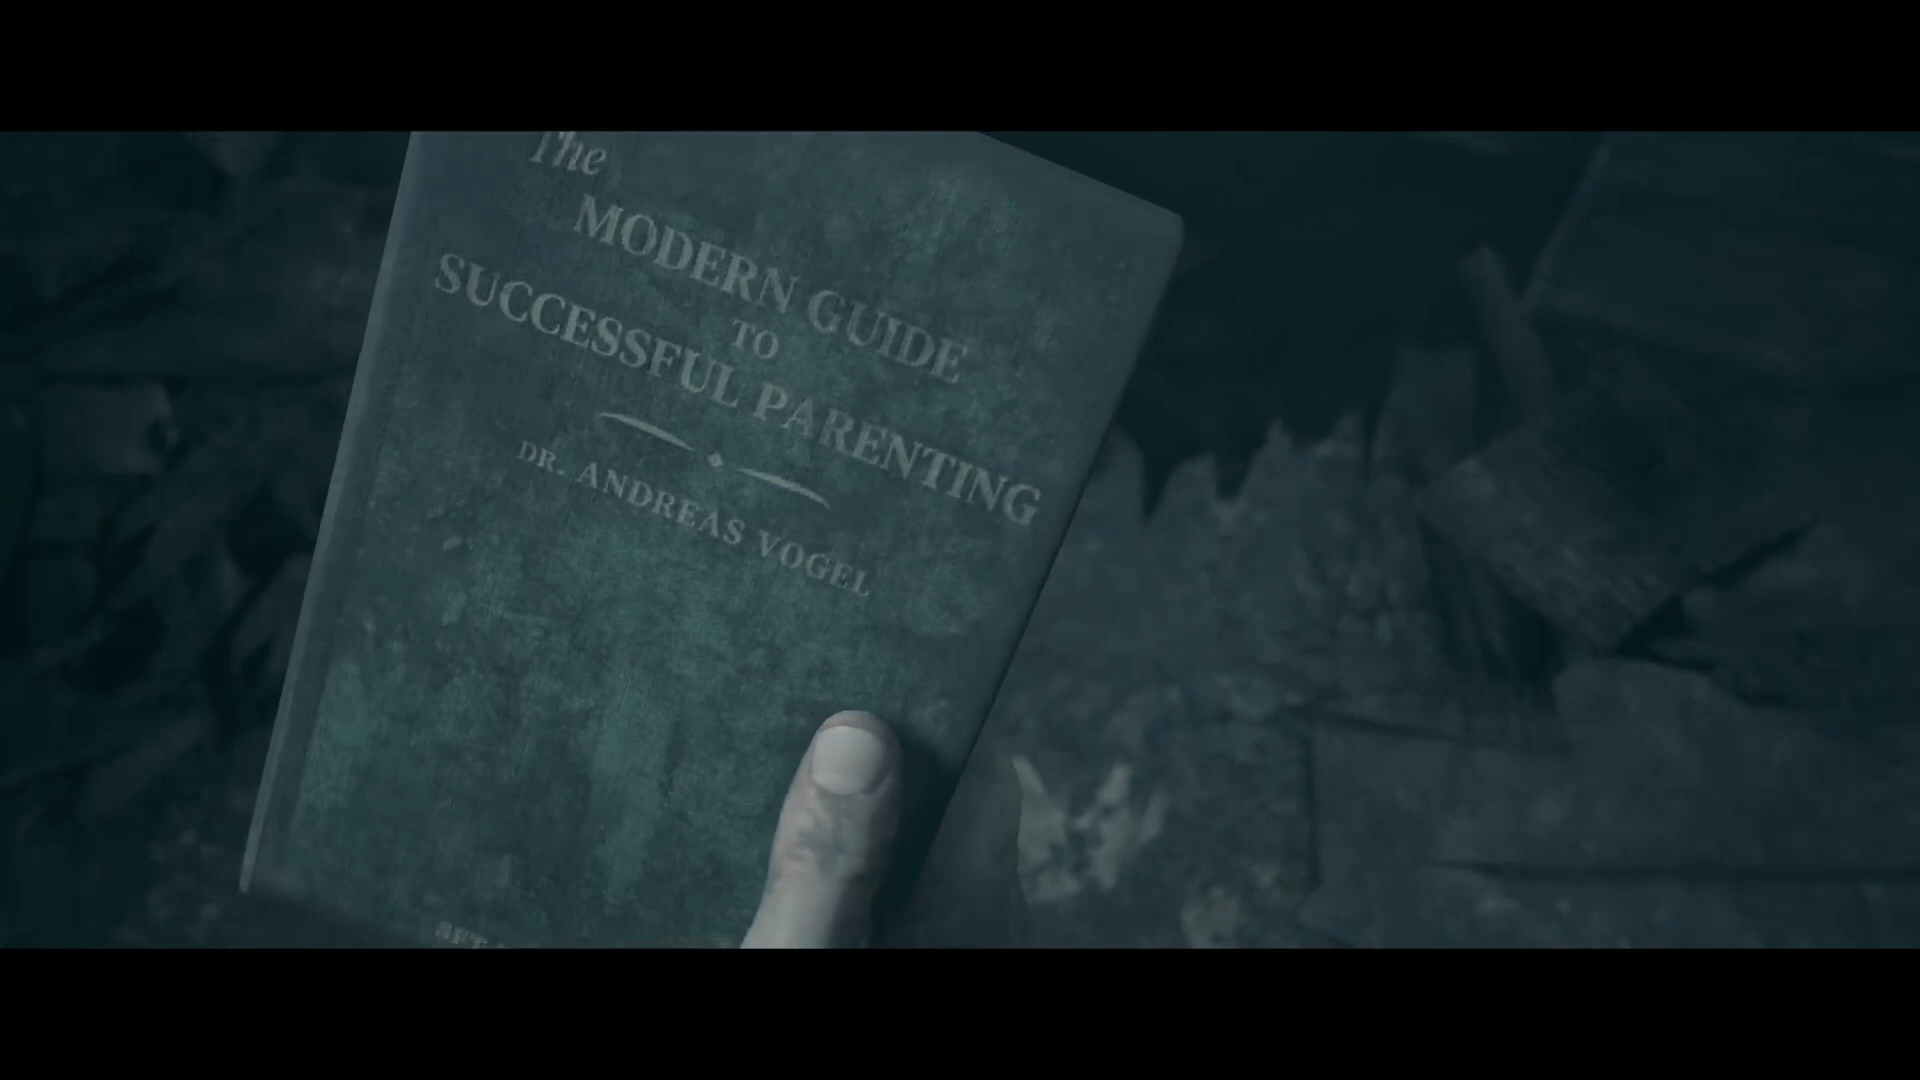 The
MODERN GUIDE
TO
SUCCESSFUL PARENTING
DR. ANDREAS VOGEL